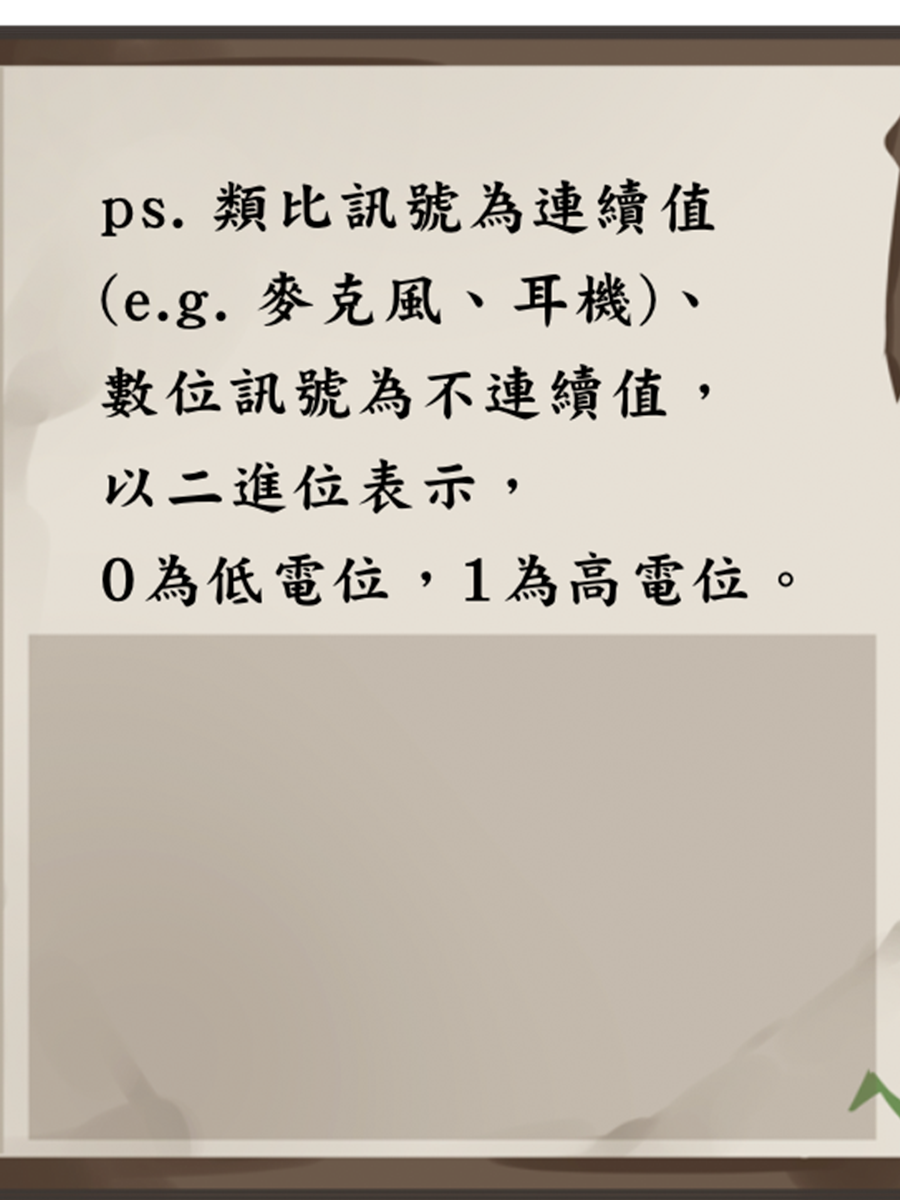 ps. 類比訊號為連續值
(e.g. 麥克風、耳機)、
數位訊號為不連續值，
以二進位表示，
0為低電位，1為高電位。